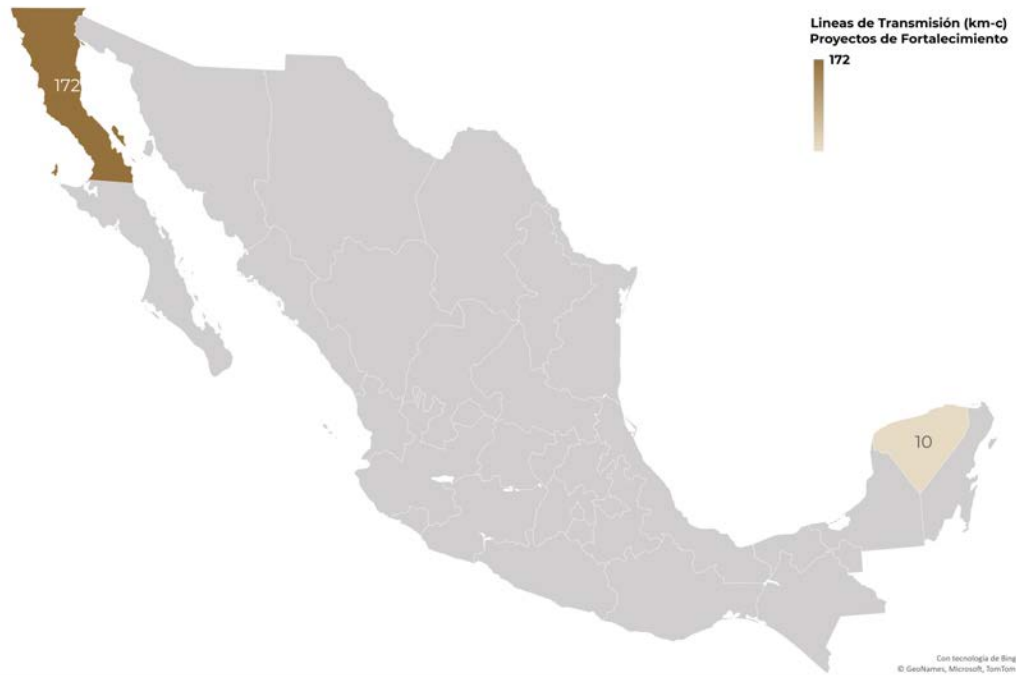 Lineas de Transmisión (km-c)
Proyectos de Fortalecimiento
172
172
10
Con tecnología de Bing
© GeoNames, Microsoft, TomTom